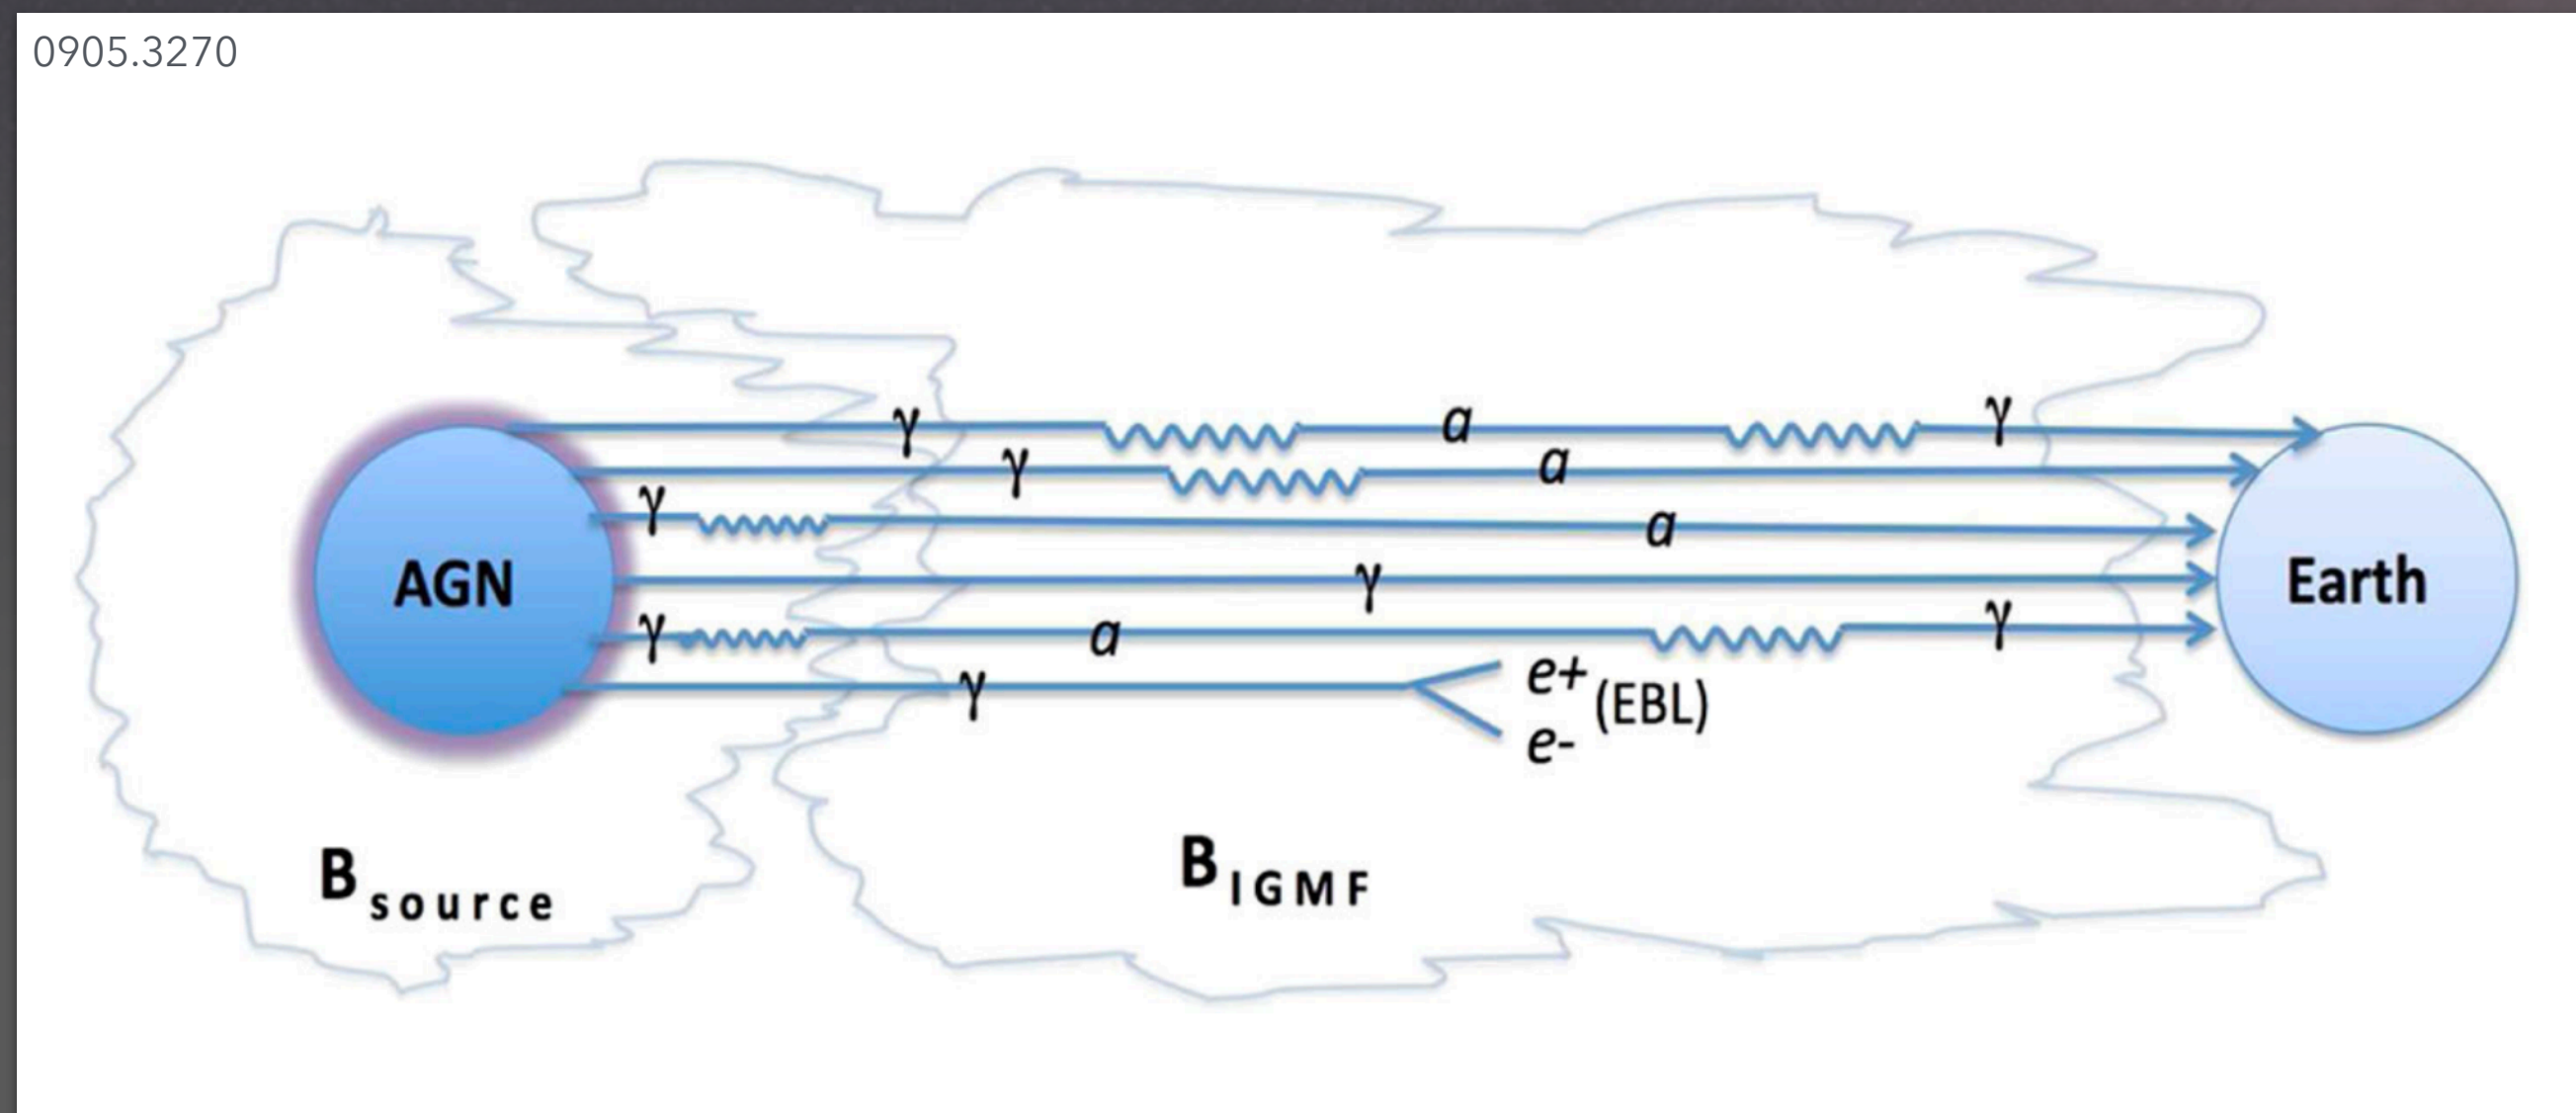 0905.3270
γ a γ
γ a
γ a
AGN γ Earth
γ a γ
γ e+ (EBL)
e-
B source
B IGMF